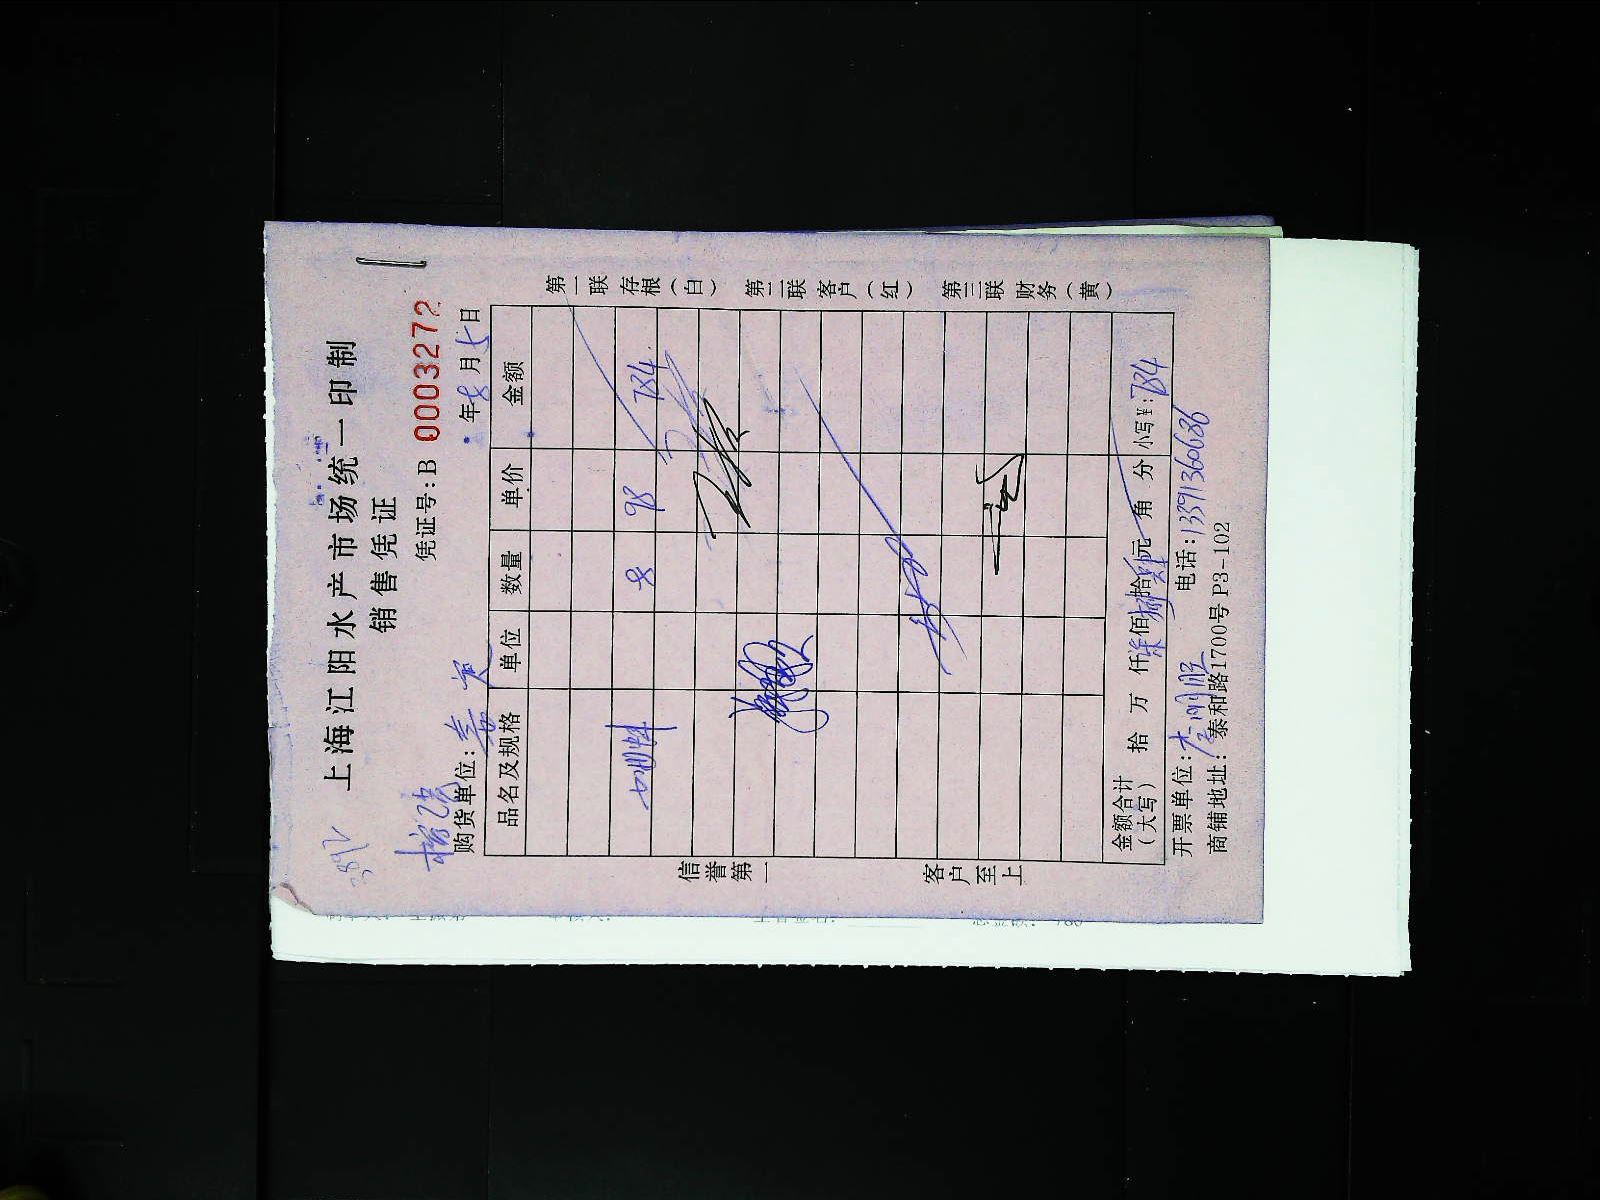 上海江阳水产市场统一印制
销售凭证
凭证号:B 0003272
购货单位:
年8月七日
品名及规格 单位 数量 单价 金额
8 98 784
金额合计(大写) 拾 万 仟柒佰捌拾肆元 角 分 小写¥:784
开票单位: 电话:13391360686
商铺地址:泰和路1700号P3-102
信誉第一 客户至上
第一联 存根(白) 第二联 客户(红) 第三联 财务(黄)